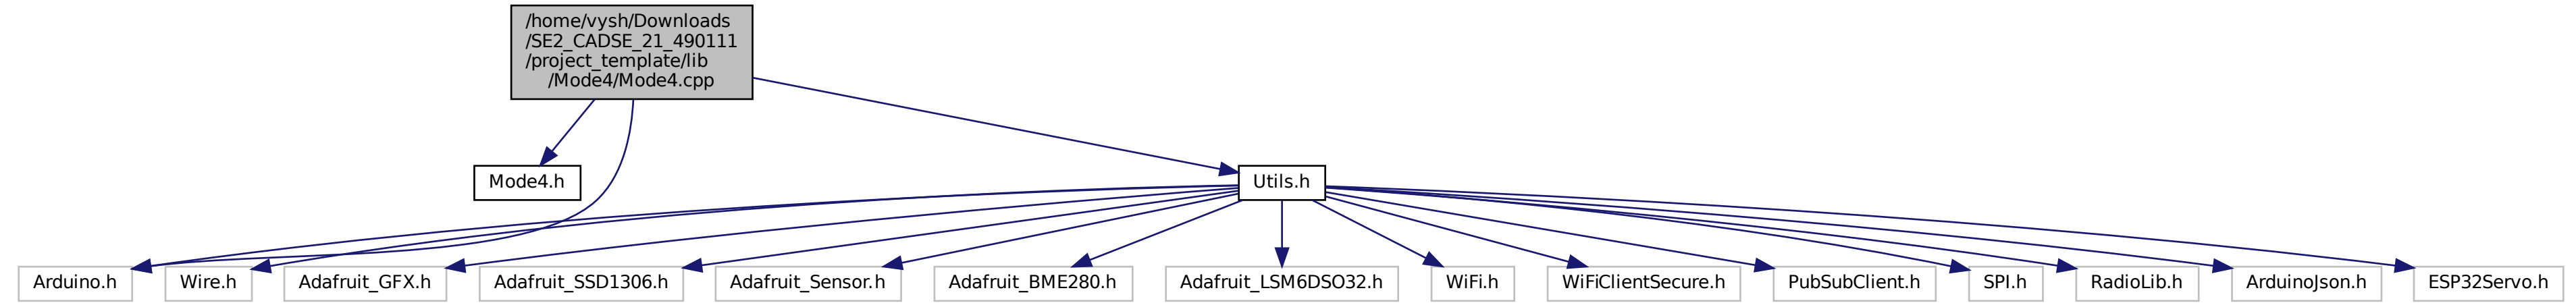 /home/vysh/Downloads
/SE2_CADSE_21_490111
/project_template/lib
/Mode4/Mode4.cpp
Mode4.h
Utils.h
Arduino.h
Wire.h
Adafruit_GFX.h
Adafruit_SSD1306.h
Adafruit_Sensor.h
Adafruit_BME280.h
Adafruit_LSM6DSO32.h
WiFi.h
WiFiClientSecure.h
PubSubClient.h
SPI.h
RadioLib.h
ArduinoJson.h
ESP32Servo.h